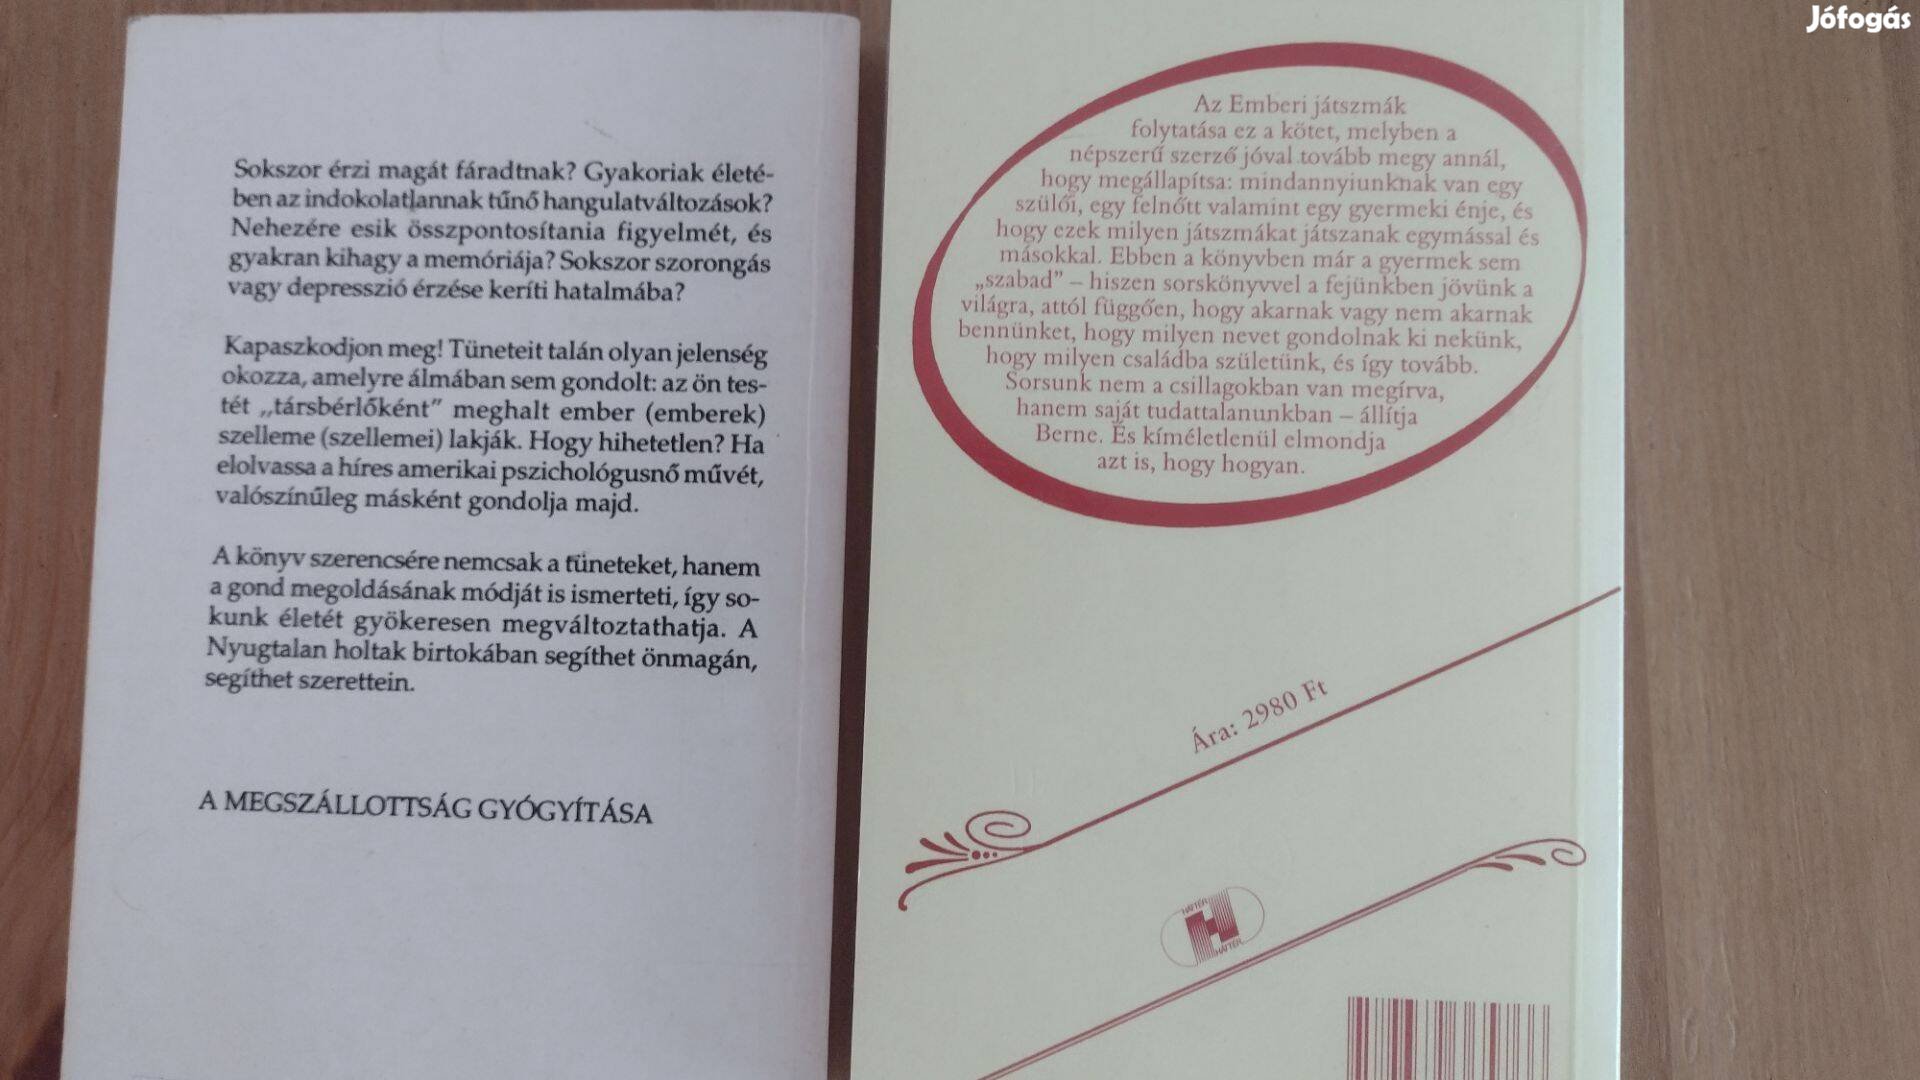 Jófogás
Sokszor érzi magát fáradtnak? Gyakoriak életé-
ben az indokolatlannak tűnő hangulatváltozások?
Nehezére esik összpontosítania figyelmét, és
gyakran kihagy a memóriája? Sokszor szorongás
vagy depresszió érzése keríti hatalmába?
Kapaszkodjon meg! Tüneteit talán olyan jelenség
okozza, amelyre álmában sem gondolt: az ön tes-
tét „társbérlőként" meghalt ember (emberek)
szelleme (szellemei) lakják. Hogy hihetetlen? Ha
elolvassa a híres amerikai pszichológusnő művét,
valószínűleg másként gondolja majd.
A könyv szerencsére nemcsak a tüneteket, hanem
a gond megoldásának módját is ismerteti, így so-
kunk életét gyökeresen megváltoztathatja. A
Nyugtalan holtak birtokában segíthet önmagán,
segíthet szerettein.
A MEGSZÁLLOTTSÁG GYÓGYÍTÁSA
Az Emberi játszmák
folytatása ez a kötet, melyben a
népszerű szerző jóval tovább megy annál,
hogy megállapítsa: mindannyiunknak van egy
szülői, egy felnőtt valamint egy gyermeki énje, és
hogy ezek milyen játszmákat játszanak egymással és
másokkal. Ebben a könyvben már a gyermek sem
„szabad” – hiszen sorskönyvvel a fejünkben jövünk a
világra, attól függően, hogy akarnak vagy nem akarnak
bennünket, hogy milyen nevet gondolnak ki nekünk,
hogy milyen családba születünk, és így tovább.
Sorsunk nem a csillagokban van megírva,
hanem saját tudattalanunkban – állítja
Berne. És kíméletlenül elmondja
azt is, hogy hogyan.
Ára: 2980 Ft
HÁTTÉR
HÁTTÉR